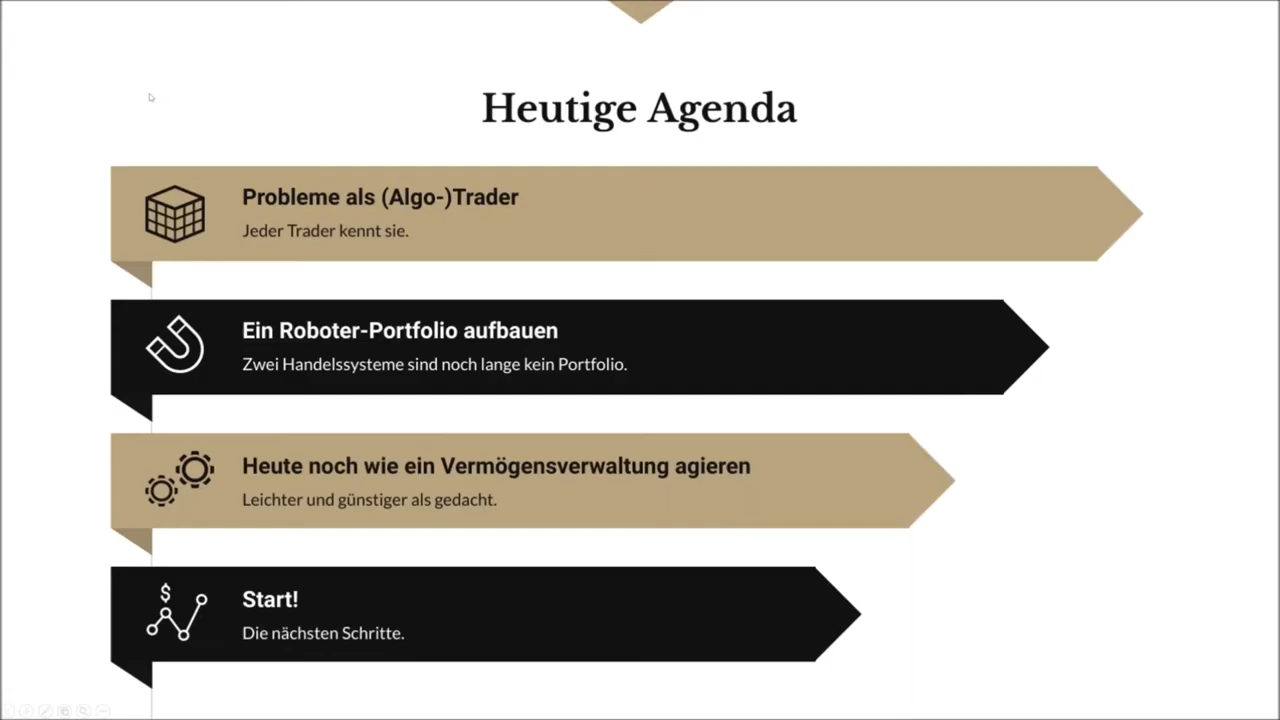 Heutige Agenda
Probleme als (Algo-)Trader
Jeder Trader kennt sie.
Ein Roboter-Portfolio aufbauen
Zwei Handelssysteme sind noch lange kein Portfolio.
Heute noch wie ein Vermögensverwaltung agieren
Leichter und günstiger als gedacht.
$
Start!
Die nächsten Schritte.